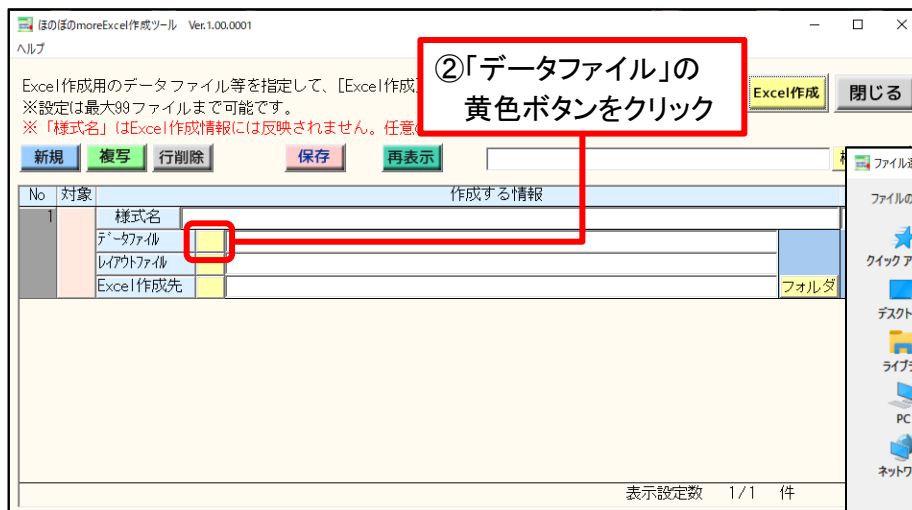 ほのぼのmoreExcel作成ツール Ver.1.00.0001
ヘルプ
②「データファイル」の
黄色ボタンをクリック
Excel作成用のデータファイル等を指定して、[Excel作成]
※設定は最大99ファイルまで可能です。
※「様式名」はExcel作成情報には反映されません。任意の
Excel作成 閉じる
新規 複写 行削除 保存 再表示
ファイル選
No 対象 作成する情報
ファイルの
1 様式名
データファイル
レイアウトファイル
Excel作成先 フォルダ
クイック ア
デスクト
ライブラ
PC
ネットワ
表示設定数 1/1 件